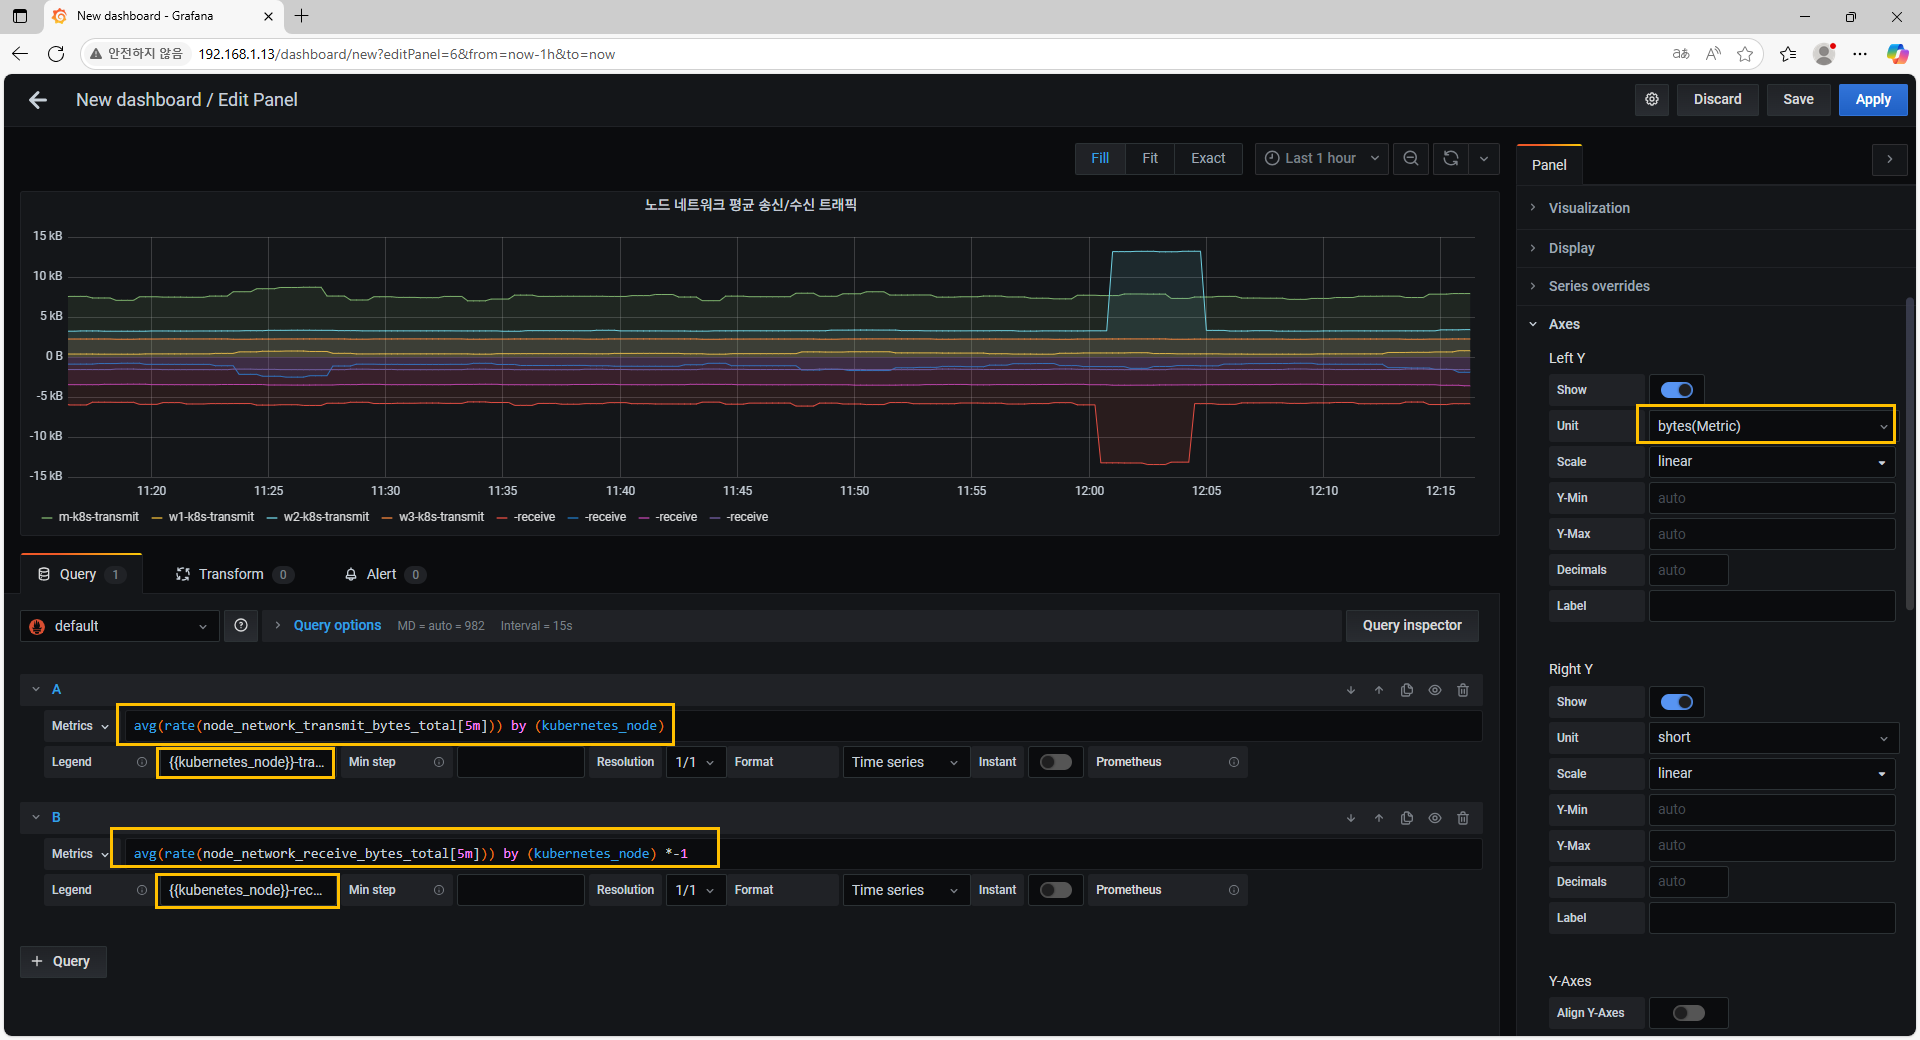 New dashboard - Grafana
안전하지 않음
192.168.1.13/dashboard/new?editPanel=6&from=now-1h&to=now
New dashboard / Edit Panel
Discard
Save
Apply
Fill
Fit
Exact
Last 1 hour
노드 네트워크 평균 송신/수신 트래픽
15 kB
10 kB
5 kB
0 B
-5 kB
-10 kB
-15 kB
11:20
11:25
11:30
11:35
11:40
11:45
11:50
11:55
12:00
12:05
12:10
12:15
m-k8s-transmit
w1-k8s-transmit
w2-k8s-transmit
w3-k8s-transmit
-receive
-receive
-receive
-receive
Query 1
Transform 0
Alert 0
default
Query options
MD = auto = 982
Interval = 15s
Query inspector
A
Metrics
avg(rate(node_network_transmit_bytes_total[5m])) by (kubernetes_node)
Legend
{{kubernetes_node}}-tra...
Min step
Resolution
1/1
Format
Time series
Instant
Prometheus
B
Metrics
avg(rate(node_network_receive_bytes_total[5m])) by (kubernetes_node) *-1
Legend
{{kubenetes_node}}-rec...
Min step
Resolution
1/1
Format
Time series
Instant
Prometheus
+ Query
Panel
Visualization
Display
Series overrides
Axes
Left Y
Show
Unit
bytes(Metric)
Scale
linear
Y-Min
auto
Y-Max
auto
Decimals
auto
Label
Right Y
Show
Unit
short
Scale
linear
Y-Min
auto
Y-Max
auto
Decimals
auto
Label
Y-Axes
Align Y-Axes